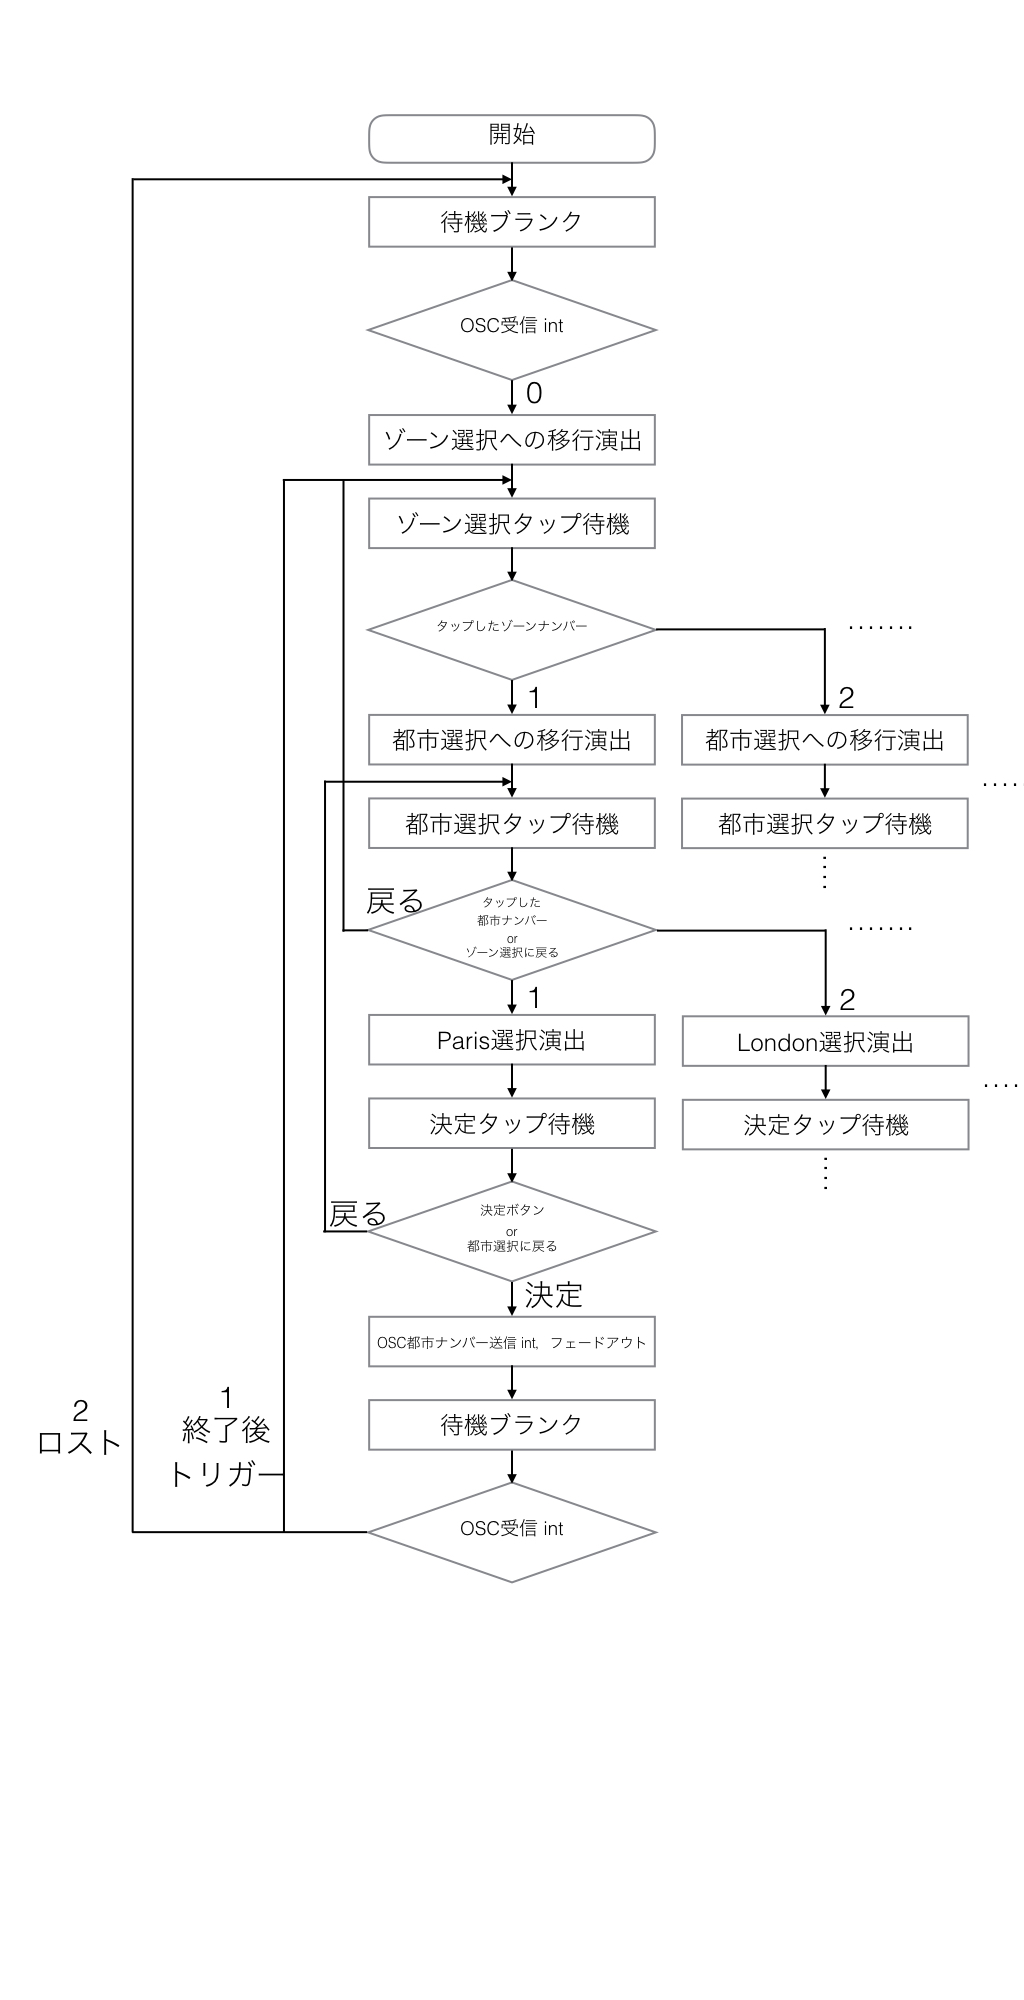 開始
待機ブランク
OSC受信 int
0
ゾーン選択への移行演出
ゾーン選択タップ待機
タップしたゾーンナンバー
.......
1
2
都市選択への移行演出
都市選択への移行演出
.....
都市選択タップ待機
都市選択タップ待機
戻る
タップした
都市ナンバー
or
ゾーン選択に戻る
.......
1
2
Paris選択演出
London選択演出
....
決定タップ待機
決定タップ待機
戻る
決定ボタン
or
都市選択に戻る
決定
OSC都市ナンバー送信 int, フェードアウト
待機ブランク
2
ロスト
1
終了後
トリガー
OSC受信 int